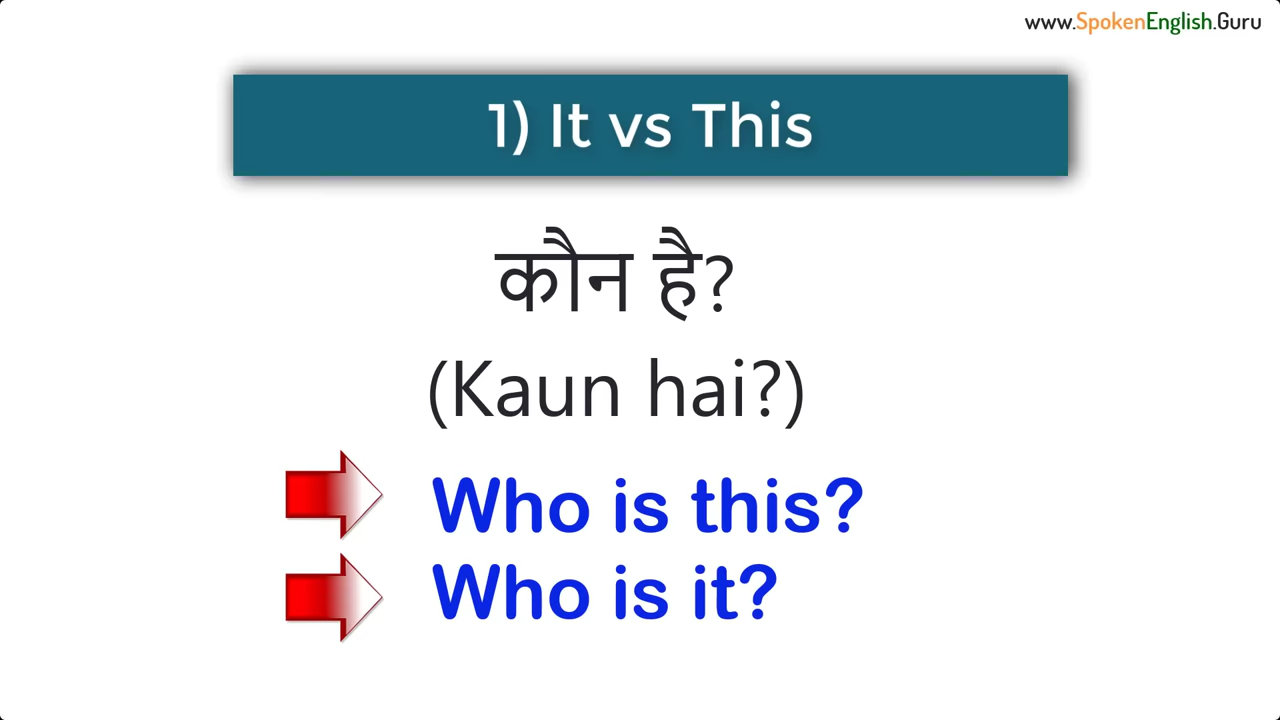 www.SpokenEnglish.Guru
1) It vs This
कौन है?
(Kaun hai?)
Who is this?
Who is it?